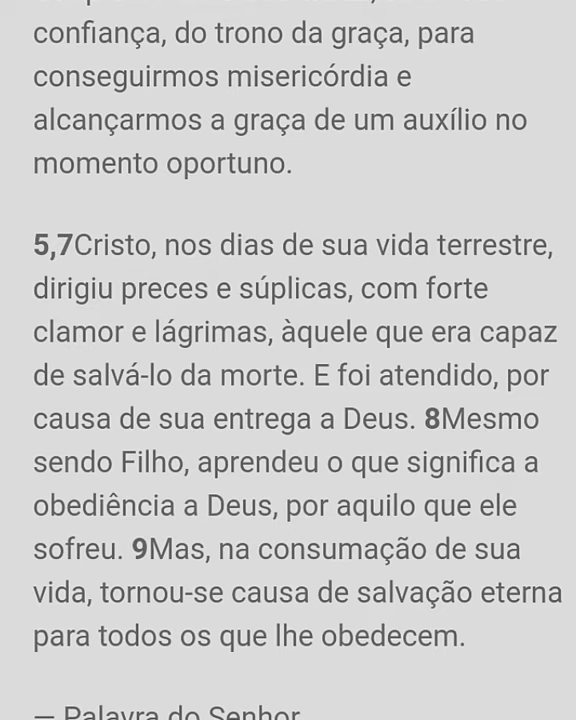 confiança, do trono da graça, para
conseguirmos misericórdia e
alcançarmos a graça de um auxílio no
momento oportuno.
5,7Cristo, nos dias de sua vida terrestre,
dirigiu preces e súplicas, com forte
clamor e lágrimas, àquele que era capaz
de salvá-lo da morte. E foi atendido, por
causa de sua entrega a Deus. 8Mesmo
sendo Filho, aprendeu o que significa a
obediência a Deus, por aquilo que ele
sofreu. 9Mas, na consumação de sua
vida, tornou-se causa de salvação eterna
para todos os que lhe obedecem.
— Palavra do Senhor